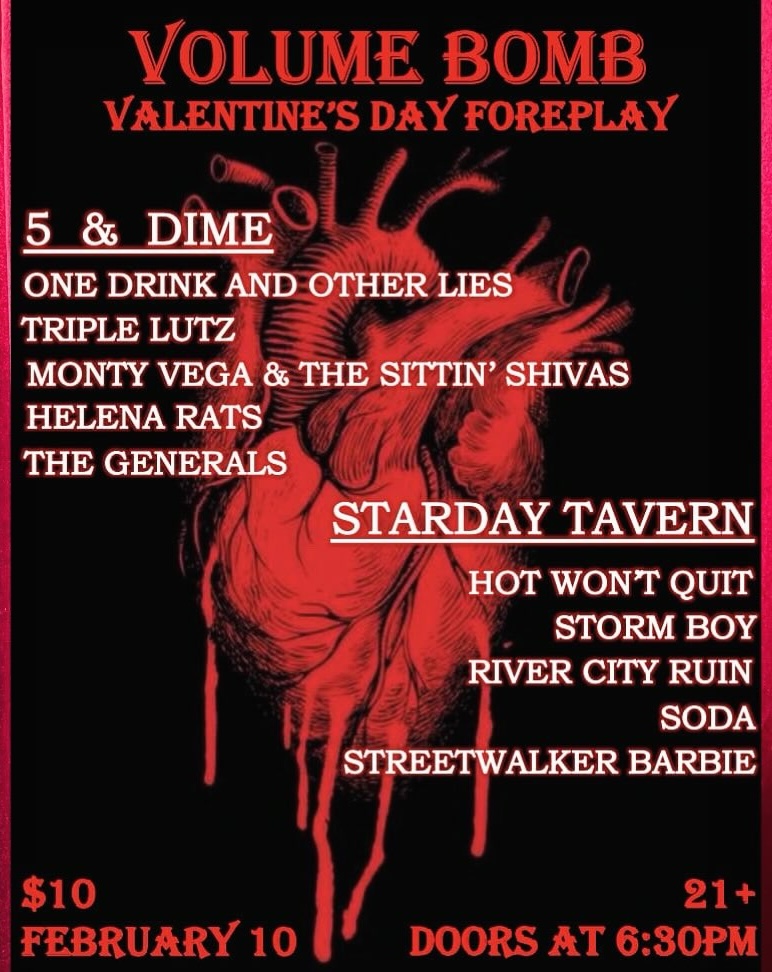 VOLUME BOMB
VALENTINE'S DAY FOREPLAY
5 & DIME
ONE DRINK AND OTHER LIES
TRIPLE LUTZ
MONTY VEGA & THE SITTIN' SHIVAS
HELENA RATS
THE GENERALS
STARDAY TAVERN
HOT WON'T QUIT
STORM BOY
RIVER CITY RUIN
SODA
STREETWALKER BARBIE
$10
21+
FEBRUARY 10
DOORS AT 6:30PM